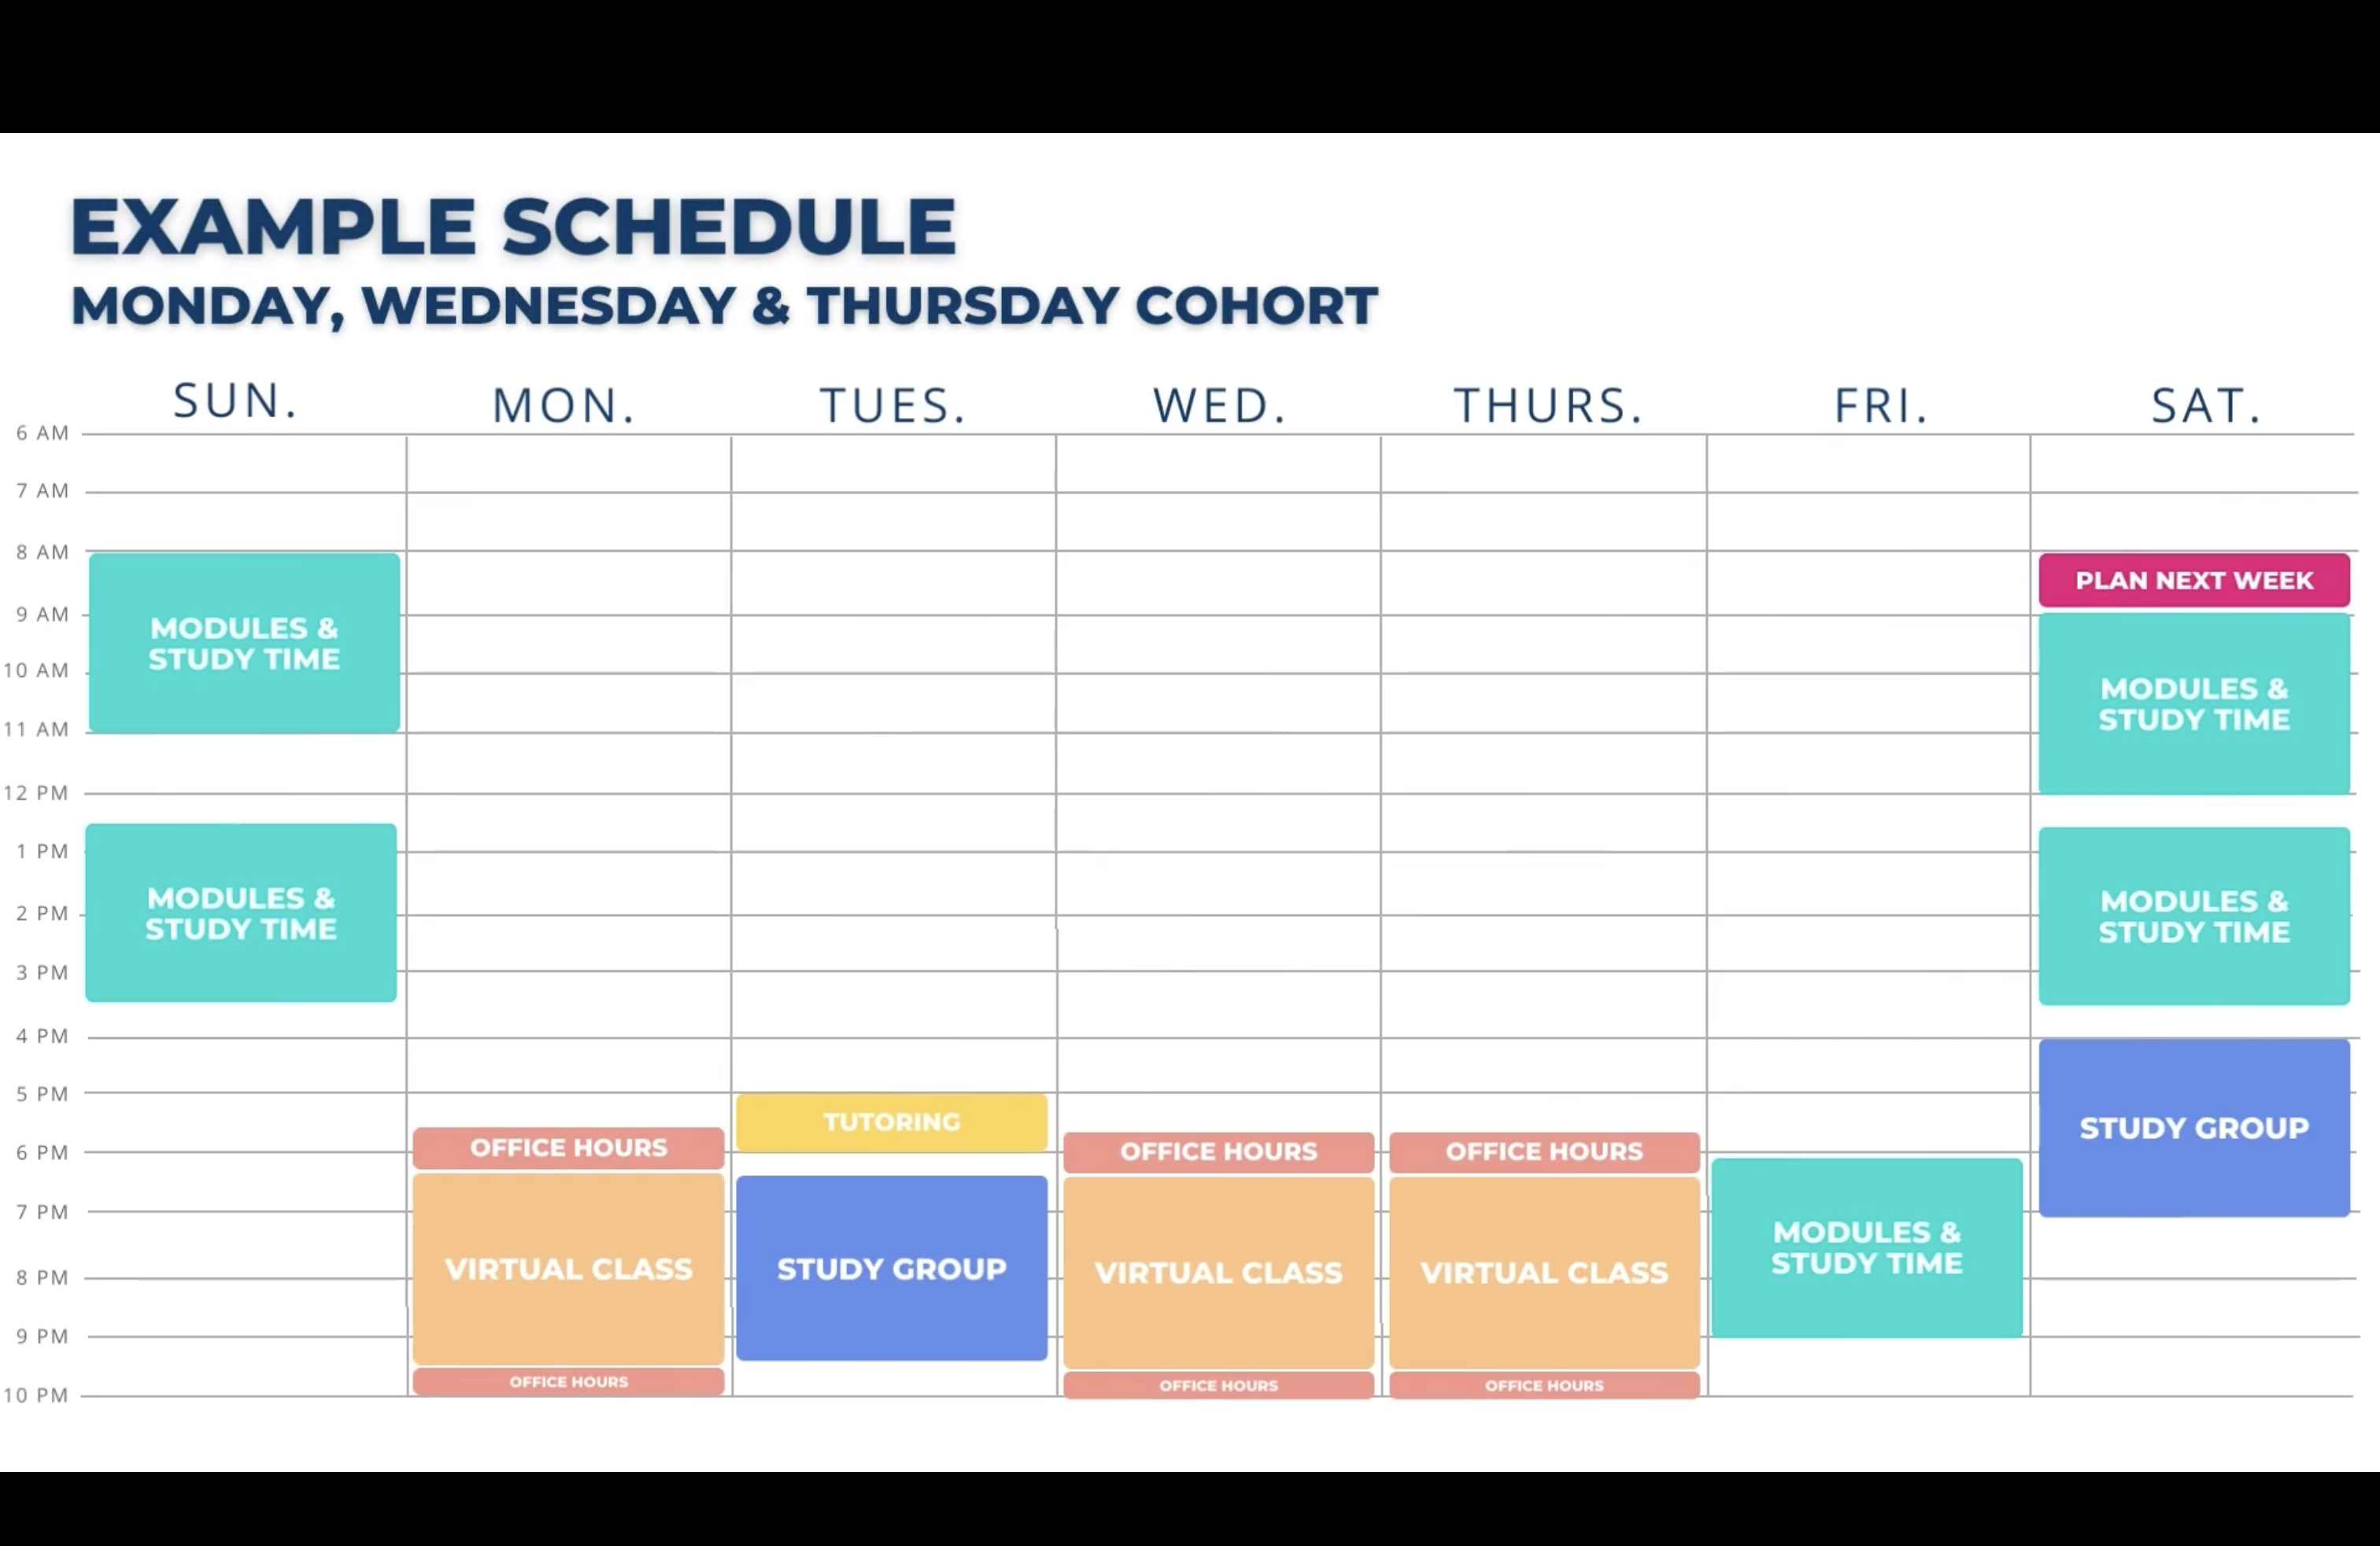 EXAMPLE SCHEDULE
MONDAY, WEDNESDAY & THURSDAY COHORT
SUN. MON. TUES. WED. THURS. FRI. SAT.
6 AM
7 AM
8 AM
PLAN NEXT WEEK
9 AM
MODULES &
STUDY TIME
10 AM
MODULES &
STUDY TIME
11 AM
12 PM
1 PM
MODULES &
STUDY TIME
MODULES &
STUDY TIME
2 PM
3 PM
4 PM
5 PM
TUTORING
STUDY GROUP
OFFICE HOURS OFFICE HOURS OFFICE HOURS
6 PM
7 PM
MODULES &
STUDY TIME
VIRTUAL CLASS STUDY GROUP VIRTUAL CLASS VIRTUAL CLASS
8 PM
9 PM
OFFICE HOURS OFFICE HOURS OFFICE HOURS
10 PM